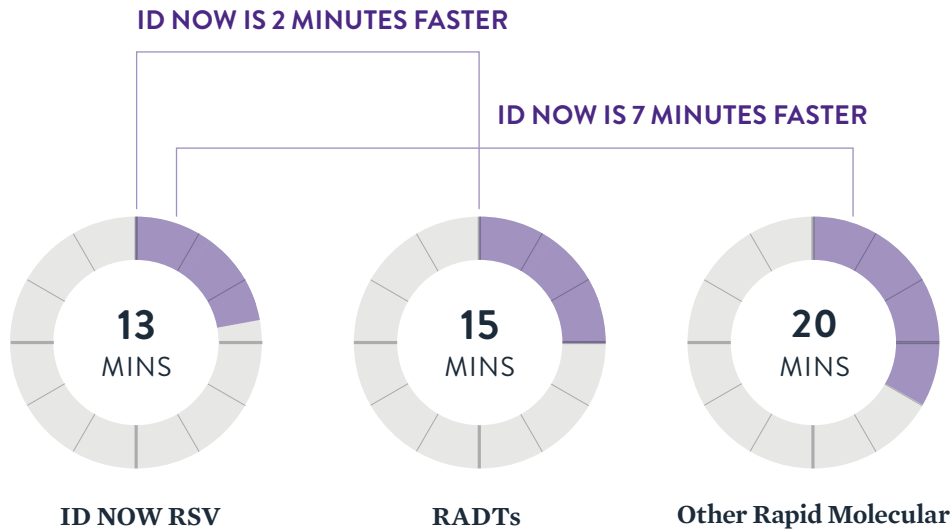 ID NOW IS 2 MINUTES FASTER
ID NOW IS 7 MINUTES FASTER
13
MINS
15
MINS
20
MINS
ID NOW RSV
RADTs
Other Rapid Molecular